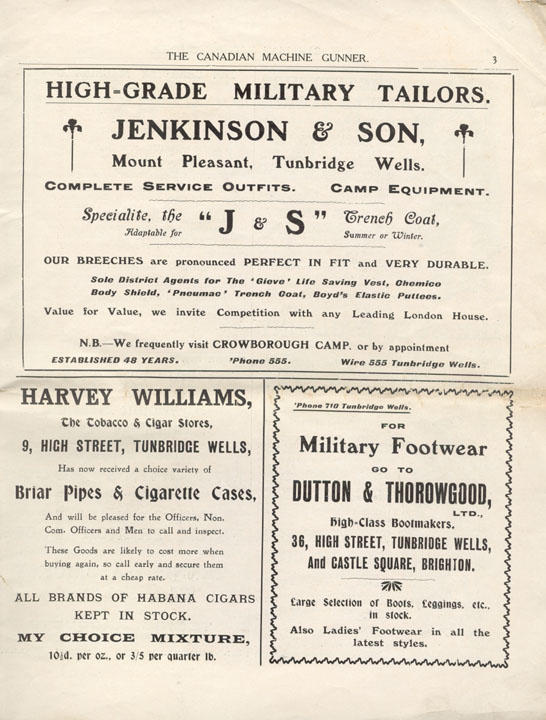 THE CANADIAN MACHINE GUNNER. 3
HIGH-GRADE MILITARY TAILORS.
JENKINSON & SON,
Mount Pleasant, Tunbridge Wells.
COMPLETE SERVICE OUTFITS. CAMP EQUIPMENT.
Specialite, the "J & S" Trench Coat,
Adaptable for Summer or Winter.
OUR BREECHES are pronounced PERFECT IN FIT and VERY DURABLE.
Sole District Agents for The 'Gieve' Life Saving Vest, Chemico
Body Shield, 'Pneumac' Trench Coat, Boyd's Elastic Puttees.
Value for Value, we invite Competition with any Leading London House.
N.B.—We frequently visit CROWBOROUGH CAMP, or by appointment
ESTABLISHED 48 YEARS. 'Phone 555. Wire 555 Tunbridge Wells.
HARVEY WILLIAMS,
The Tobacco & Cigar Stores,
9, HIGH STREET, TUNBRIDGE WELLS,
Has now received a choice variety of
Briar Pipes & Cigarette Cases,
And will be pleased for the Officers, Non.
Com. Officers and Men to call and inspect.
These Goods are likely to cost more when
buying again, so call early and secure them
at a cheap rate.
ALL BRANDS OF HABANA CIGARS
KEPT IN STOCK.
MY CHOICE MIXTURE,
10½d. per oz., or 3/5 per quarter lb.
'Phone 710 Tunbridge Wells.
FOR
Military Footwear
GO TO
DUTTON & THOROWGOOD,
LTD.,
High-Class Bootmakers,
36, HIGH STREET, TUNBRIDGE WELLS,
And CASTLE SQUARE, BRIGHTON.
Large Selection of Boots, Leggings, etc.,
in stock.
Also Ladies' Footwear in all the
latest styles.